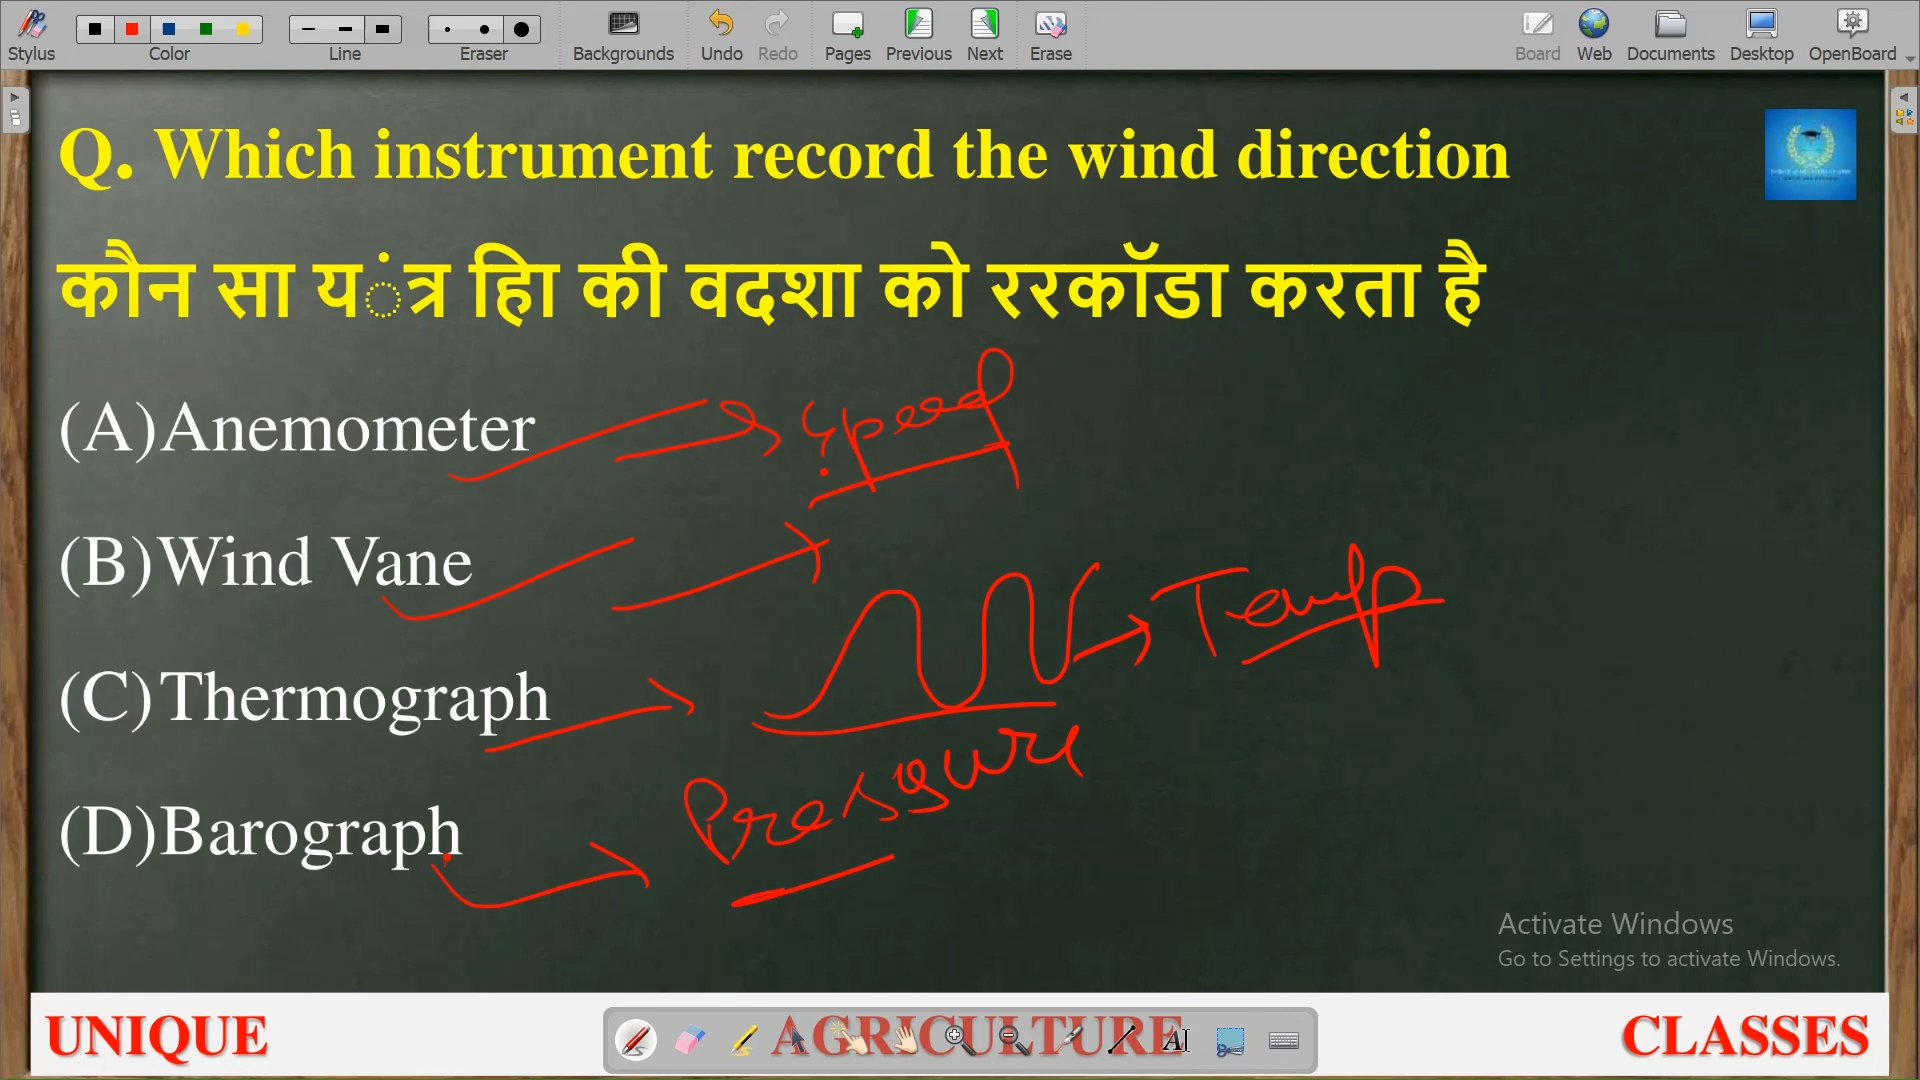 Stylus Color Line Eraser Backgrounds Undo Redo Pages Previous Next Erase Board Web Documents Desktop OpenBoard
Q. Which instrument record the wind direction
कौन सा यंत्र हिा की वदशा को ररकॉडा करता है
(A)Anemometer
Speed
(B)Wind Vane
Temp
(C)Thermograph
Pressure
(D)Barograph
Activate Windows
Go to Settings to activate Windows.
UNIQUE AGRICULTURE CLASSES